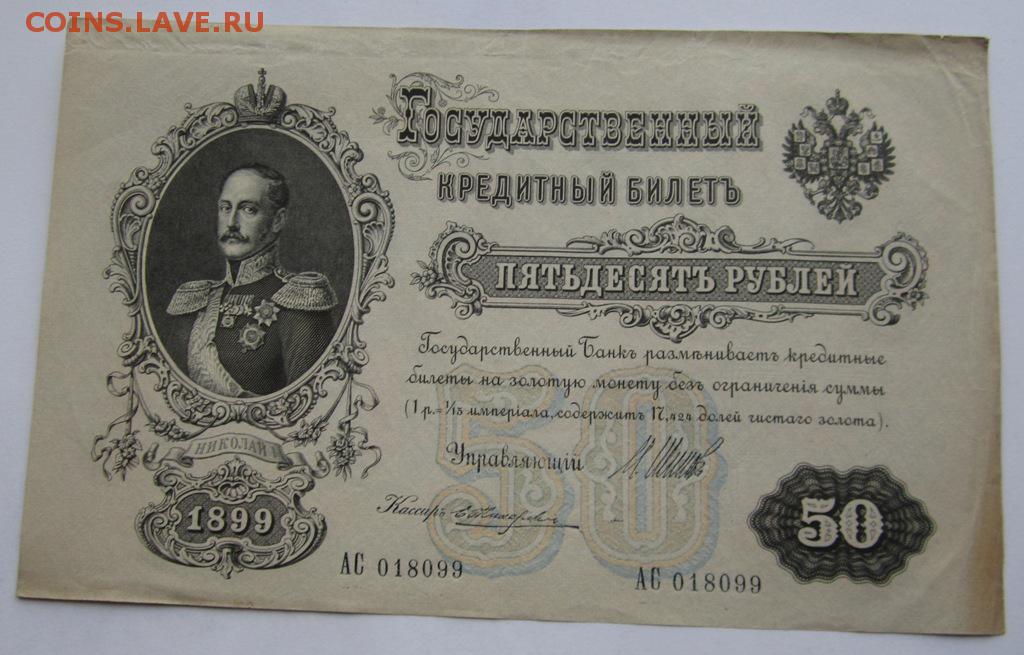 COINS.LAVE.RU
Государственный
КРЕДИТНЫЙ БИЛЕТЪ
ПЯТЬДЕСЯТЪ РУБЛЕЙ
Государственный Банкъ размѣниваетъ кредитные
билеты на золотую монету безъ ограниченія суммы
(1 р.= 1/15 имперіала, содержитъ 17,424 долей чистаго золота).
Управляющій
Кассиръ
НИКОЛАЙ I
1899
50
50
АС 018099
АС 018099